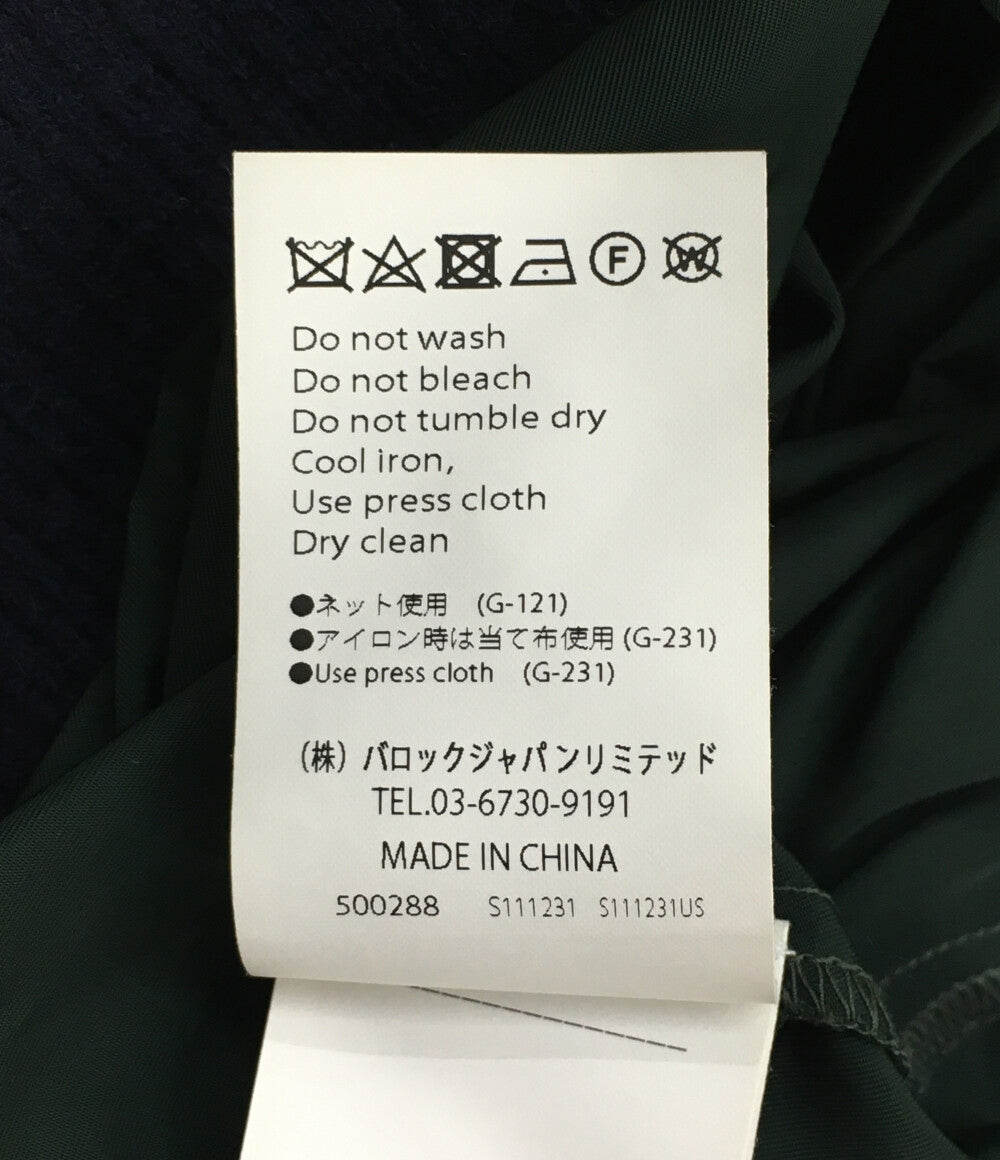 F W
Do not wash
Do not bleach
Do not tumble dry
Cool iron,
Use press cloth
Dry clean
●ネット使用 (G-121)
●アイロン時は当て布使用 (G-231)
●Use press cloth (G-231)
(株) バロックジャパンリミテッド
TEL.03-6730-9191
MADE IN CHINA
500288 S111231 S111231US